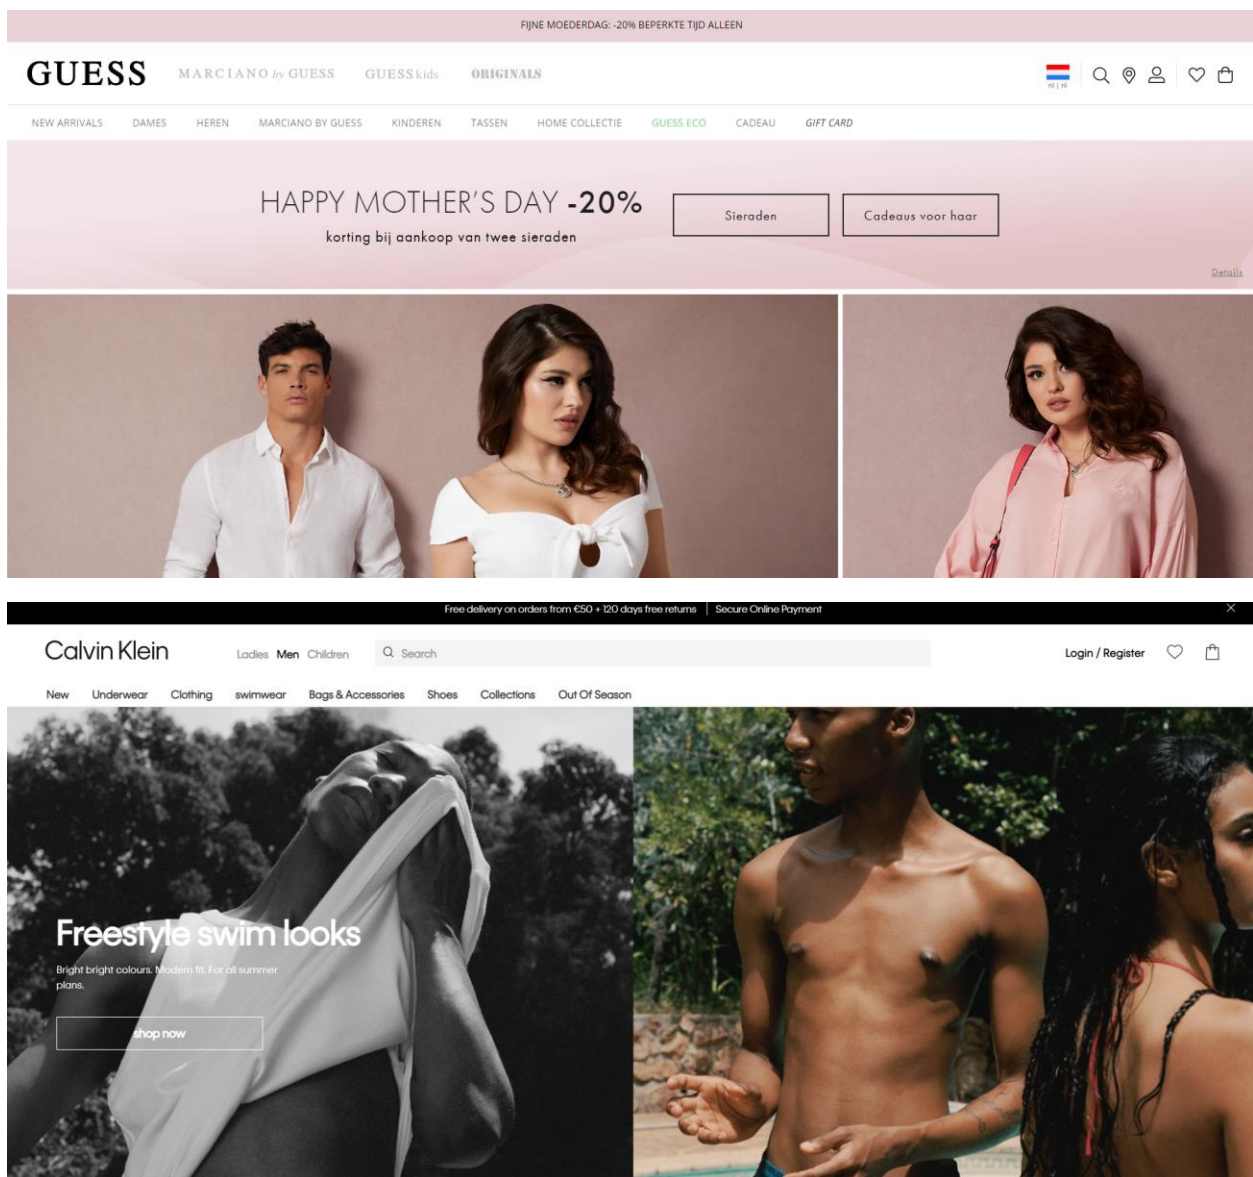 FIJNE MOEDERDAG: -20% BEPERKTE TIJD ALLEEN
GUESS MARCIANO by GUESS GUESS kids ORIGINALS
nl | nl
NEW ARRIVALS DAMES HEREN MARCIANO BY GUESS KINDEREN TASSEN HOME COLLECTIE GUESS ECO CADEAU GIFT CARD
HAPPY MOTHER'S DAY -20%
korting bij aankoop van twee sieraden
Sieraden Cadeaus voor haar
Details
Free delivery on orders from €50 + 120 days free returns | Secure Online Payment
Calvin Klein Ladies Men Children Search Login / Register
New Underwear Clothing swimwear Bags & Accessories Shoes Collections Out Of Season
Freestyle swim looks
Bright bright colours. Modern fit. For all summer
plans.
shop now